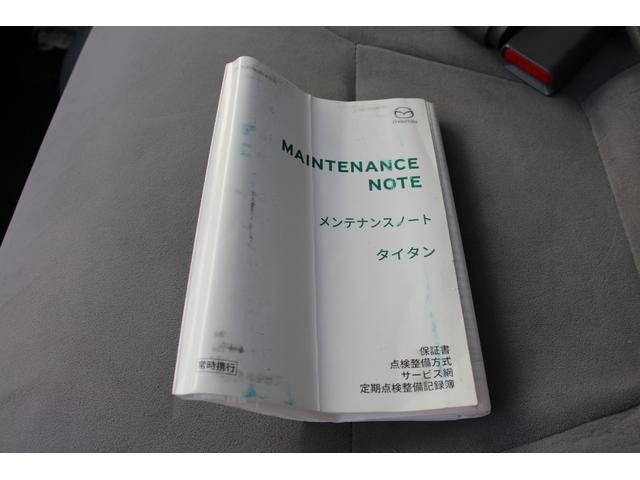 MAINTENANCE
NOTE
メンテナンスノート
タイタン
保証書
点検整備方式
サービス網
定期点検整備記録簿
常時携行